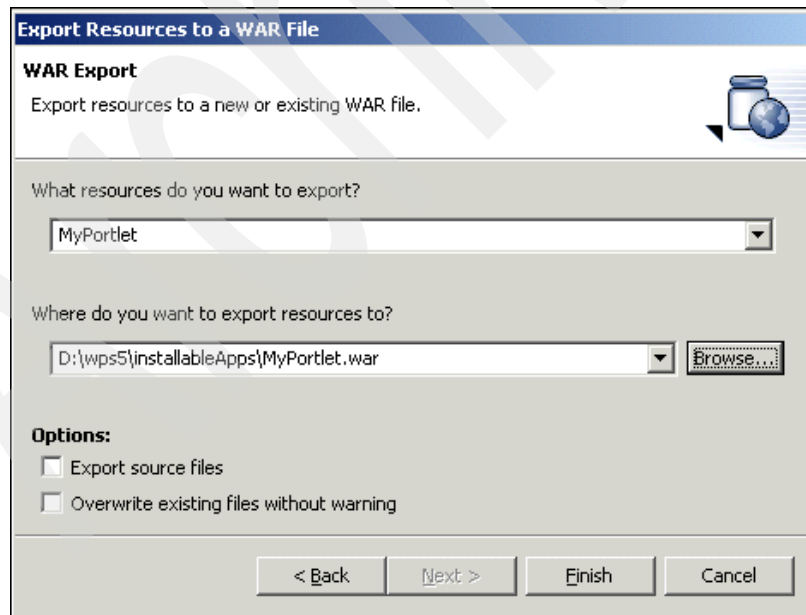 Export Resources to a WAR File
WAR Export
Export resources to a new or existing WAR file.
What resources do you want to export?
MyPortlet
Where do you want to export resources to?
D:\wps5\installableApps\MyPortlet.war
Browse...
Options:
Export source files
Overwrite existing files without warning
< Back Next > Finish Cancel